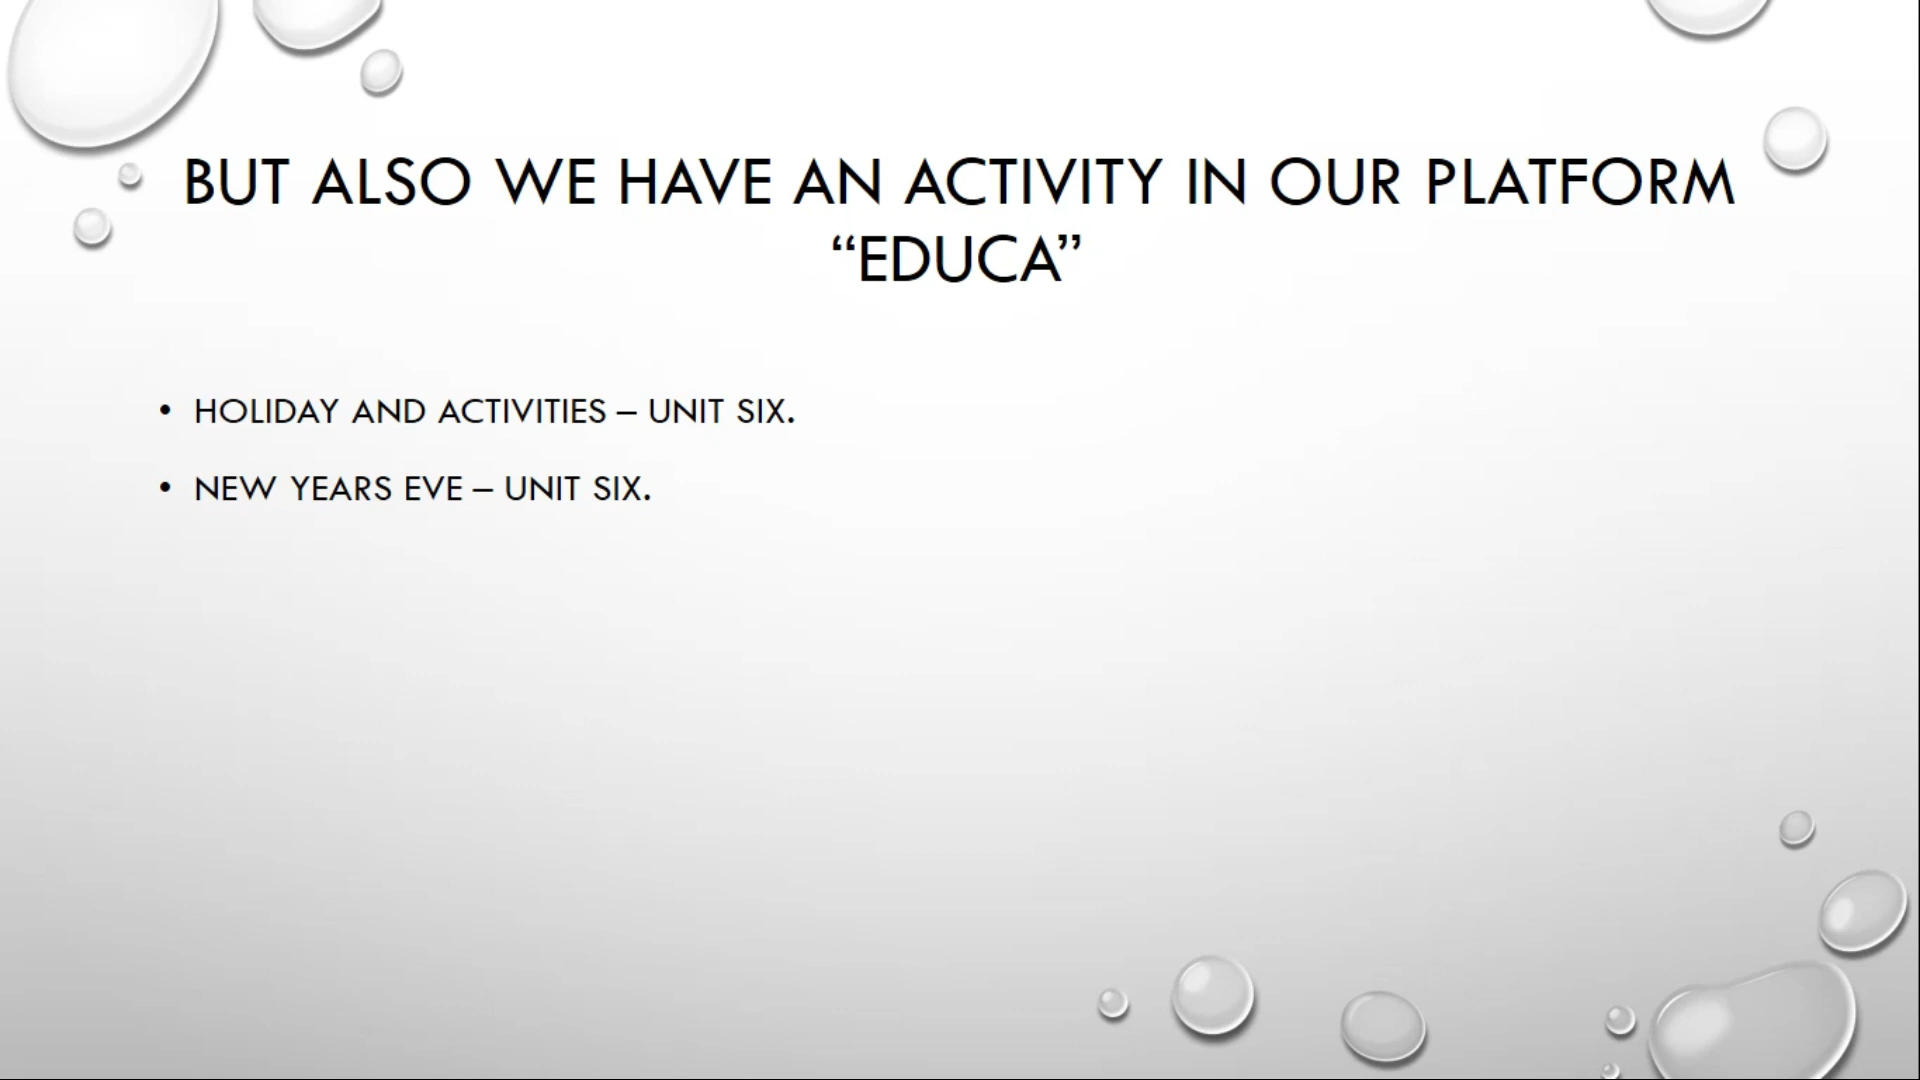 BUT ALSO WE HAVE AN ACTIVITY IN OUR PLATFORM
“EDUCA”
• HOLIDAY AND ACTIVITIES – UNIT SIX.
• NEW YEARS EVE – UNIT SIX.